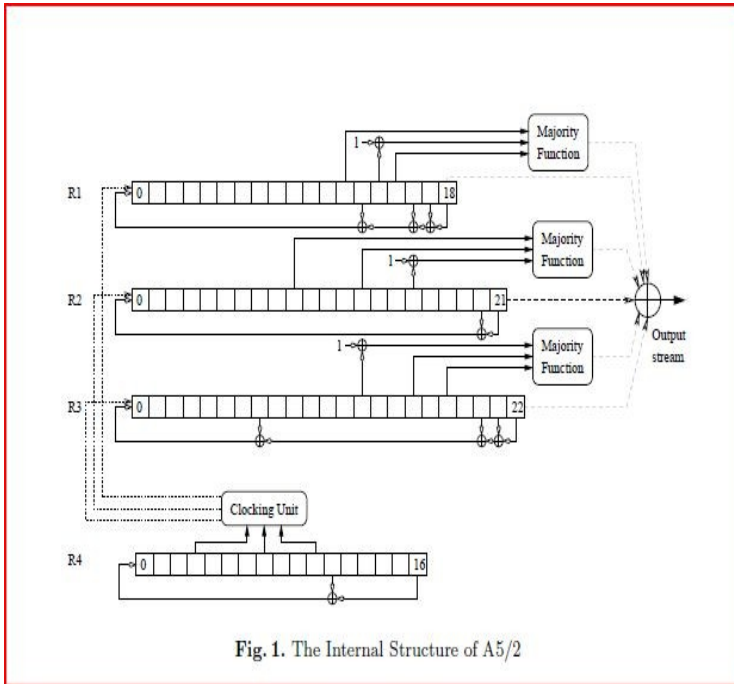 Majority
Function
1
R1
0
18
Majority
Function
1
R2
0
21
Output
stream
Majority
Function
1
R3
0
22
Clocking Unit
R4
0
16
Fig. 1. The Internal Structure of A5/2